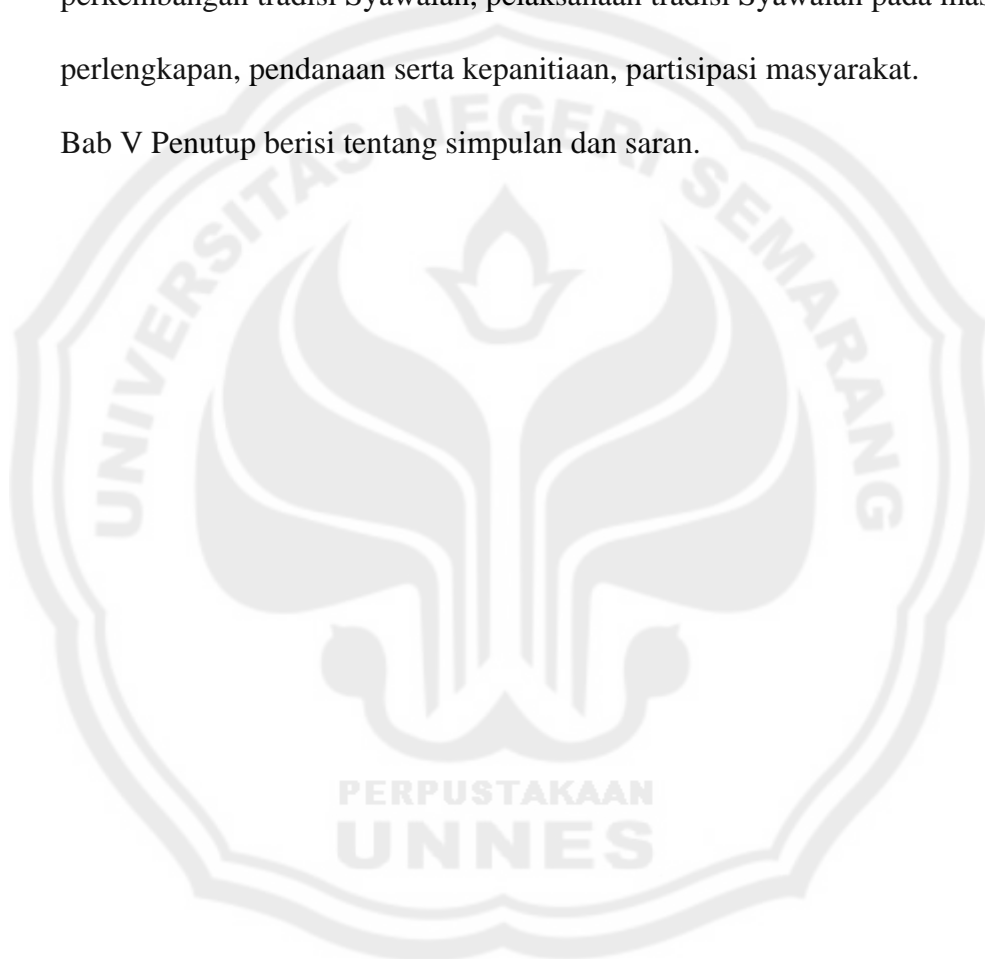 perkembangan tradisi Syawalan, pelaksanaan tradisi Syawalan pada
perlengkapan, pendanaan serta kepanitiaan, partisipasi masyarakat.
Bab V Penutup berisi tentang simpulan dan saran.
UNIVERSITAS NEGERI SEMARANG
PERPUSTAKAAN
UNNES